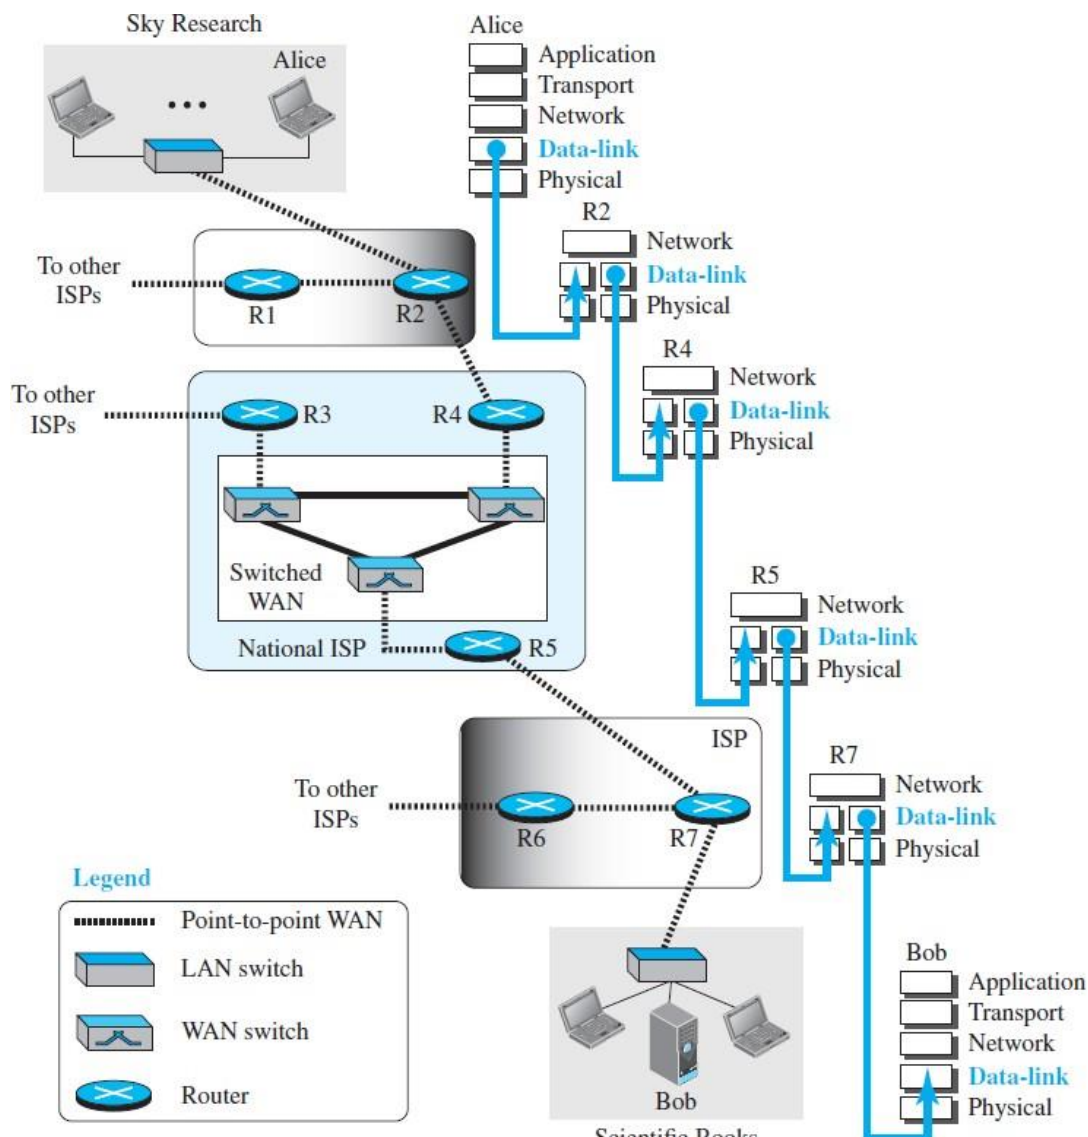 Sky Research
Alice
Alice
Application
Transport
Network
Data-link
Physical
R2
Network
Data-link
Physical
To other
ISPs
R1
R2
R4
Network
Data-link
Physical
To other
ISPs
R3
R4
Switched
WAN
National ISP
R5
R5
Network
Data-link
Physical
ISP
To other
ISPs
R6
R7
R7
Network
Data-link
Physical
Legend
Point-to-point WAN
LAN switch
WAN switch
Router
Bob
Scientific Books
Bob
Application
Transport
Network
Data-link
Physical